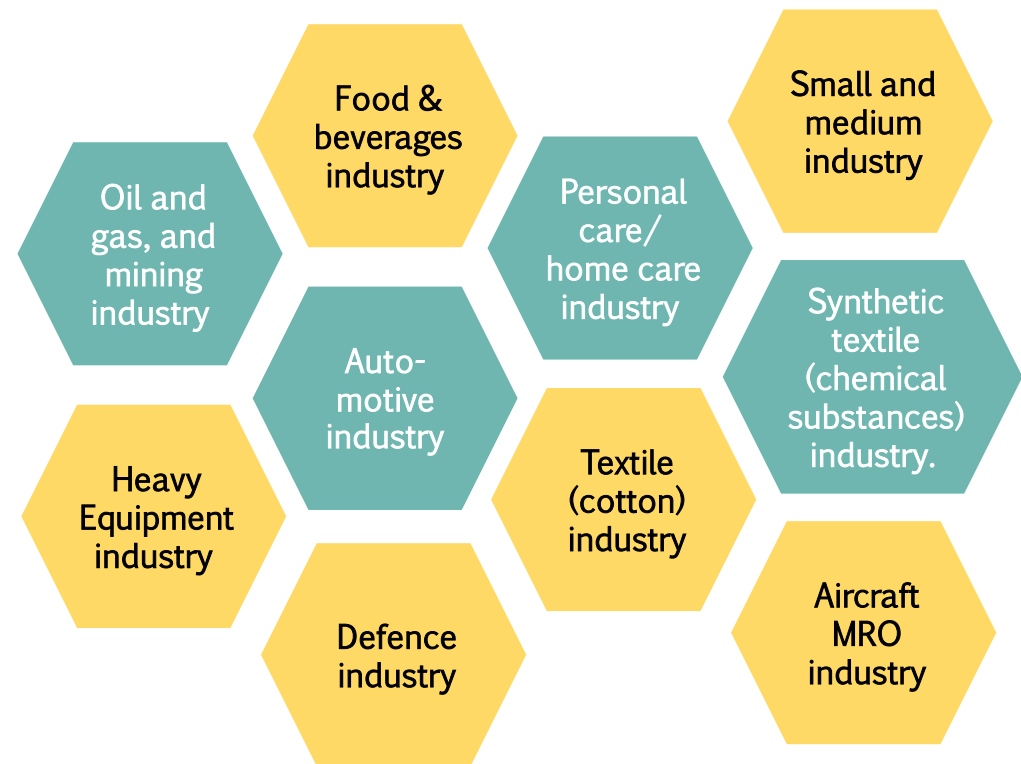 Food &
beverages
industry
Small and
medium
industry
Oil and
gas, and
mining
industry
Personal
care/
home care
industry
Synthetic
textile
(chemical
substances)
industry.
Auto-
motive
industry
Heavy
Equipment
industry
Textile
(cotton)
industry
Defence
industry
Aircraft
MRO
industry